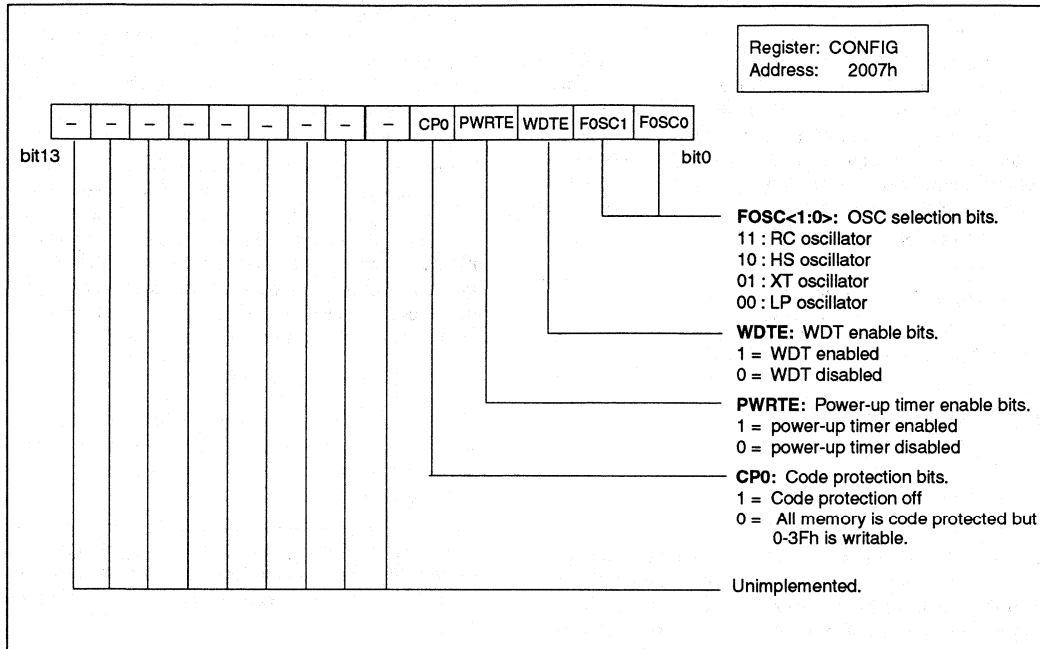 Register: CONFIG
Address: 2007h
– – – – – – – – – CP0 PWRTE WDTE FOSC1 FOSC0
bit13 bit0
FOSC<1:0>: OSC selection bits.
11 : RC oscillator
10 : HS oscillator
01 : XT oscillator
00 : LP oscillator
WDTE: WDT enable bits.
1 = WDT enabled
0 = WDT disabled
PWRTE: Power-up timer enable bits.
1 = power-up timer enabled
0 = power-up timer disabled
CP0: Code protection bits.
1 = Code protection off
0 = All memory is code protected but
0-3Fh is writable.
Unimplemented.